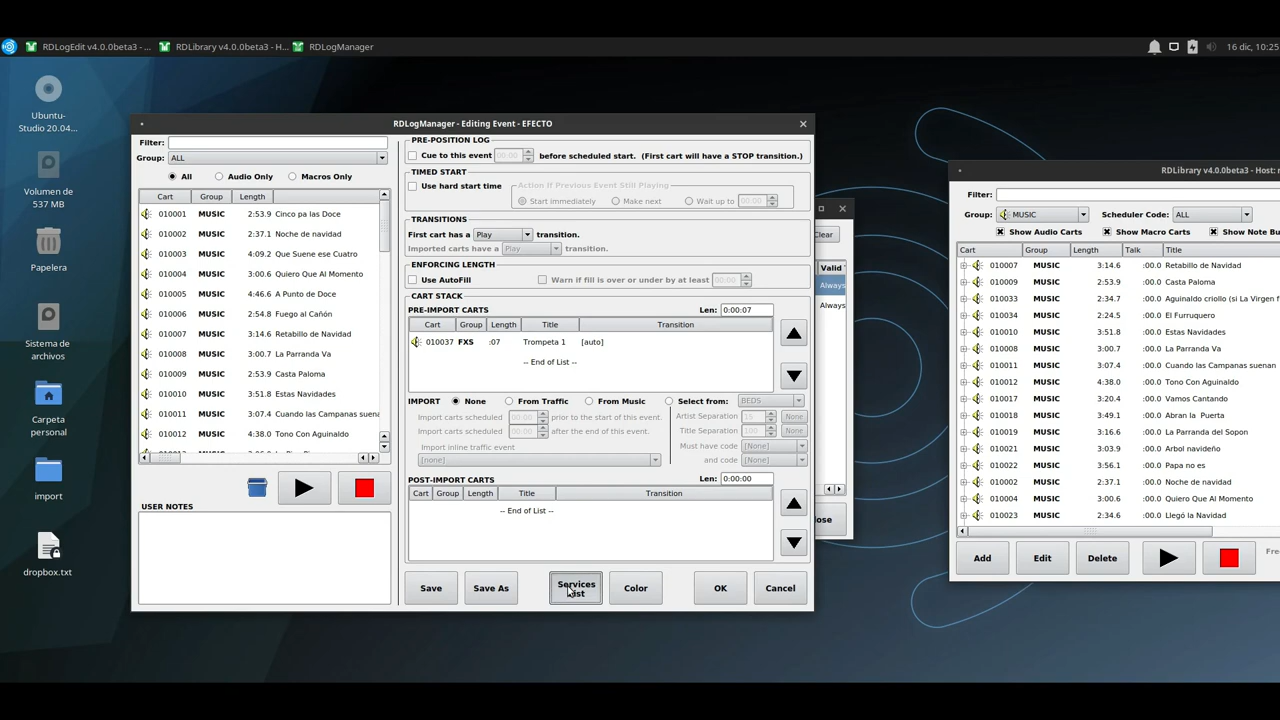 RDLogEdit v4.0.0beta3 - ... RDLibrary v4.0.0beta3 - H... RDLogManager 16 dic, 10:25
Ubuntu-
Studio 20.04...
Volumen de
537 MB
Papelera
Sistema de
archivos
Carpeta
personal
import
dropbox.txt
RDLogManager - Editing Event - EFECTO
Filter:
Group: ALL
All Audio Only Macros Only
Cart Group Length
010001 MUSIC 2:53.9 Cinco pa las Doce
010002 MUSIC 2:37.1 Noche de navidad
010003 MUSIC 4:09.2 Que Suene ese Cuatro
010004 MUSIC 3:00.6 Quiero Que Al Momento
010005 MUSIC 4:46.6 A Punto de Doce
010006 MUSIC 2:54.8 Fuego al Cañón
010007 MUSIC 3:14.6 Retabillo de Navidad
010008 MUSIC 3:00.7 La Parranda Va
010009 MUSIC 2:53.9 Casta Paloma
010010 MUSIC 3:51.8 Estas Navidades
010011 MUSIC 3:07.4 Cuando las Campanas suena
010012 MUSIC 4:38.0 Tono Con Aguinaldo
USER NOTES
PRE-POSITION LOG
Cue to this event 00:00 before scheduled start. (First cart will have a STOP transition.)
TIMED START
Use hard start time
Action If Previous Event Still Playing
Start immediately Make next Wait up to 00:00
TRANSITIONS
First cart has a Play transition.
Imported carts have a Play transition.
ENFORCING LENGTH
Use AutoFill Warn if fill is over or under by at least 00:00
CART STACK
PRE-IMPORT CARTS Len: 0:00:07
Cart Group Length Title Transition
010037 FXS :07 Trompeta 1 [auto]
-- End of List --
IMPORT None From Traffic From Music Select from: BEDS
Import carts scheduled 00:00 prior to the start of this event.
Import carts scheduled 00:00 after the end of this event.
Import inline traffic event
[none]
Artist Separation 15 None
Title Separation 100 None
Must have code [None]
and code [None]
POST-IMPORT CARTS Len: 0:00:00
Cart Group Length Title Transition
-- End of List --
Save Save As Services
List Color OK Cancel
Clear
Valid
Always
Always
lose
RDLibrary v4.0.0beta3 - Host:
Filter:
Group: MUSIC Scheduler Code: ALL
Show Audio Carts Show Macro Carts Show Note Bu
Cart Group Length Talk Title
010007 MUSIC 3:14.6 :00.0 Retabillo de Navidad
010009 MUSIC 2:53.9 :00.0 Casta Paloma
010033 MUSIC 2:34.7 :00.0 Aguinaldo criollo (si La Virgen f
010034 MUSIC 2:24.5 :00.0 El Furruquero
010010 MUSIC 3:51.8 :00.0 Estas Navidades
010008 MUSIC 3:00.7 :00.0 La Parranda Va
010011 MUSIC 3:07.4 :00.0 Cuando las Campanas suenan
010012 MUSIC 4:38.0 :00.0 Tono Con Aguinaldo
010017 MUSIC 3:20.4 :00.0 Vamos Cantando
010018 MUSIC 3:49.1 :00.0 Abran la Puerta
010019 MUSIC 3:16.6 :00.0 La Parranda del Sopon
010021 MUSIC 3:03.9 :00.0 Arbol navideño
010022 MUSIC 3:56.1 :00.0 Papa no es
010002 MUSIC 2:37.1 :00.0 Noche de navidad
010004 MUSIC 3:00.6 :00.0 Quiero Que Al Momento
010023 MUSIC 2:34.6 :00.0 Llegó la Navidad
Add Edit Delete
Fre